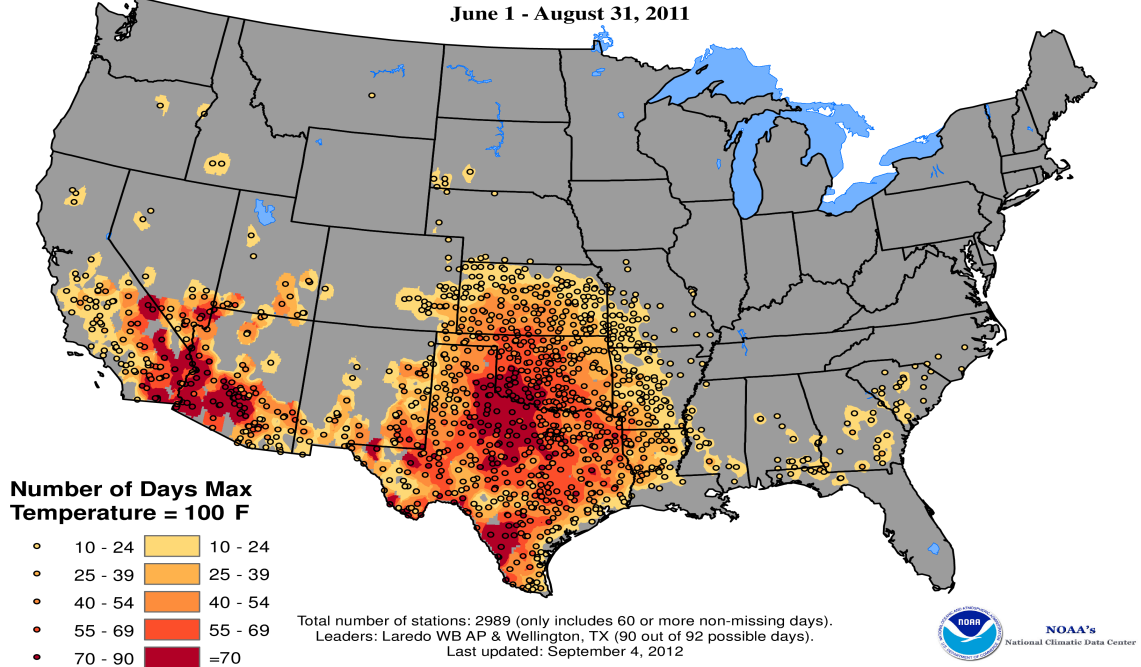 June 1 - August 31, 2011
Number of Days Max
Temperature = 100 F
10 - 24 10 - 24
25 - 39 25 - 39
40 - 54 40 - 54
55 - 69 55 - 69
70 - 90 =70
Total number of stations: 2989 (only includes 60 or more non-missing days).
Leaders: Laredo WB AP & Wellington, TX (90 out of 92 possible days).
Last updated: September 4, 2012
NOAA
NOAA's
National Climatic Data Center